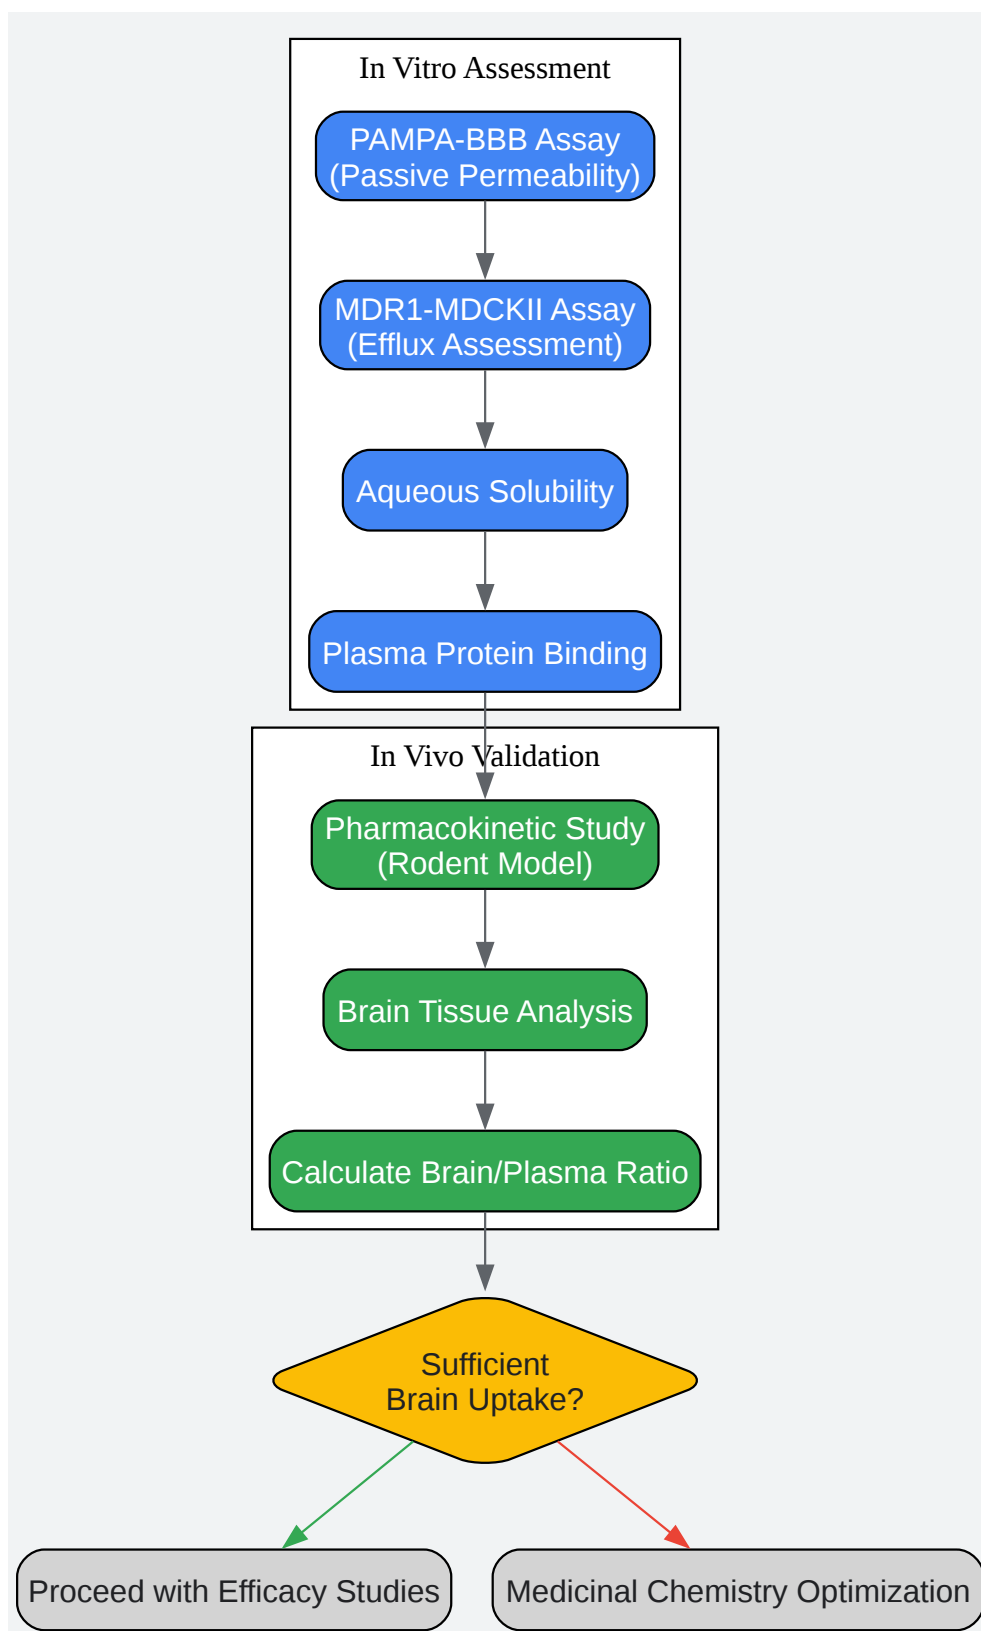 In Vitro Assessment
PAMPA-BBB Assay
(Passive Permeability)
MDR1-MDCKII Assay
(Efflux Assessment)
Aqueous Solubility
Plasma Protein Binding
In Vivo Validation
Pharmacokinetic Study
(Rodent Model)
Brain Tissue Analysis
Calculate Brain/Plasma Ratio
Sufficient
Brain Uptake?
Proceed with Efficacy Studies
Medicinal Chemistry Optimization